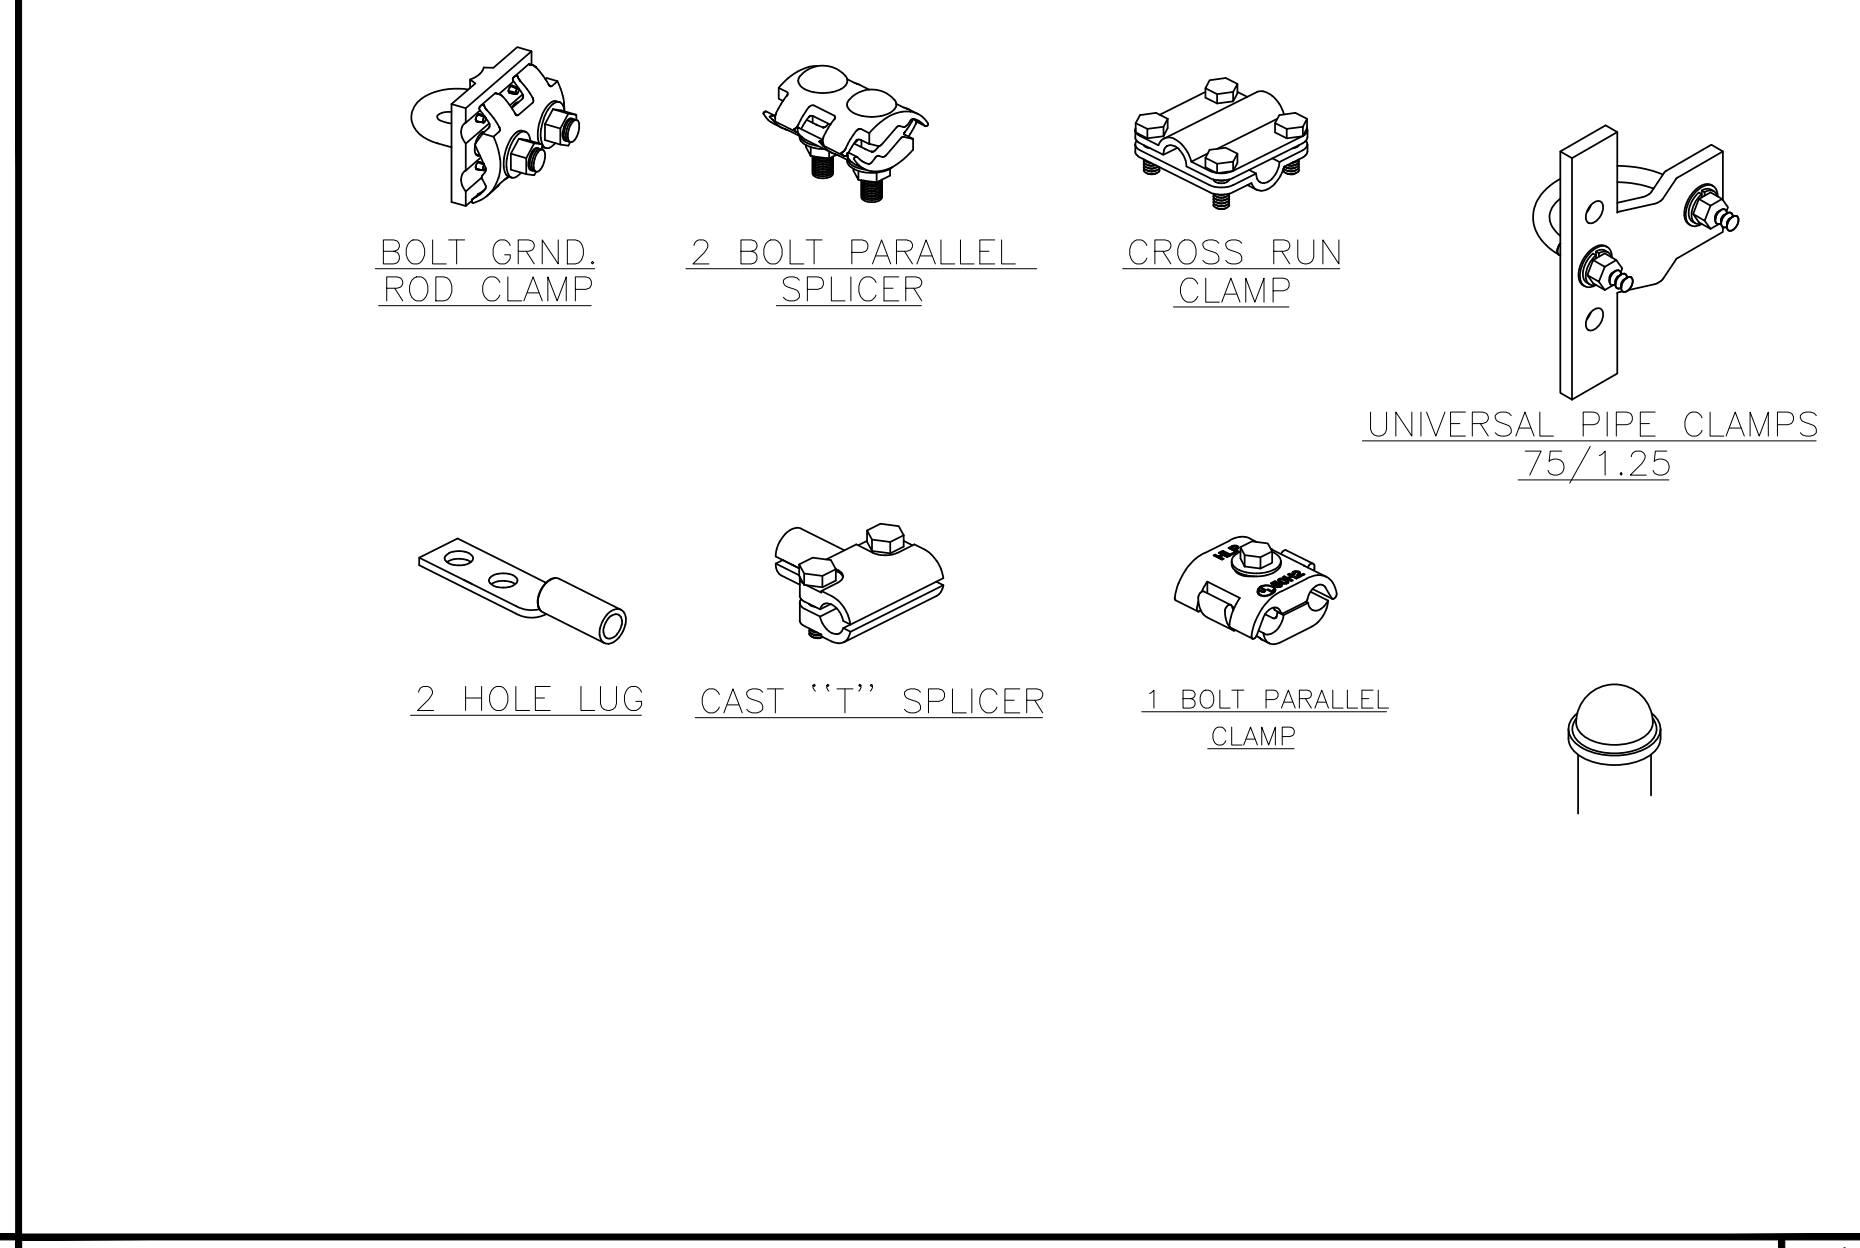 BOLT GRND.
ROD CLAMP
2 BOLT PARALLEL
SPLICER
CROSS RUN
CLAMP
UNIVERSAL PIPE CLAMPS
75/1.25
2 HOLE LUG
CAST "T" SPLICER
1 BOLT PARALLEL
CLAMP